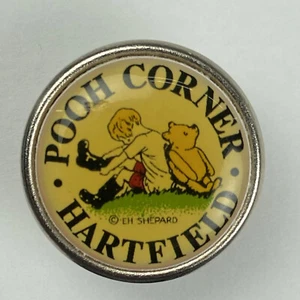 · POOH CORNER ·
HARTFIELD
© EH SHEPARD